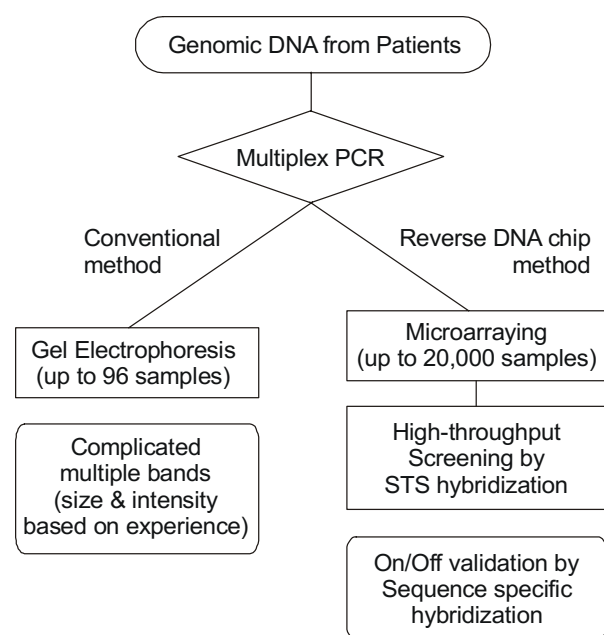 Genomic DNA from Patients
Multiplex PCR
Conventional
method
Reverse DNA chip
method
Gel Electrophoresis
(up to 96 samples)
Microarraying
(up to 20,000 samples)
Complicated
multiple bands
(size & intensity
based on experience)
High-throughput
Screening by
STS hybridization
On/Off validation by
Sequence specific
hybridization